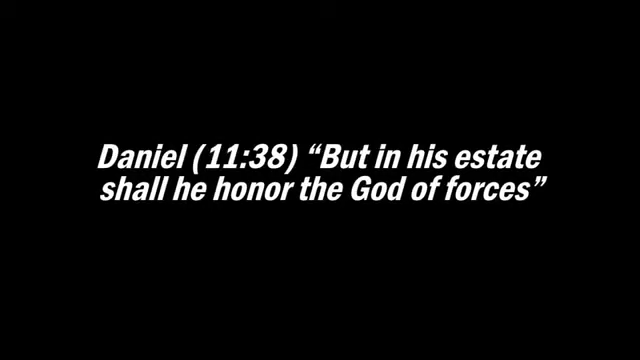 Daniel (11:38) “But in his estate
shall he honor the God of forces”